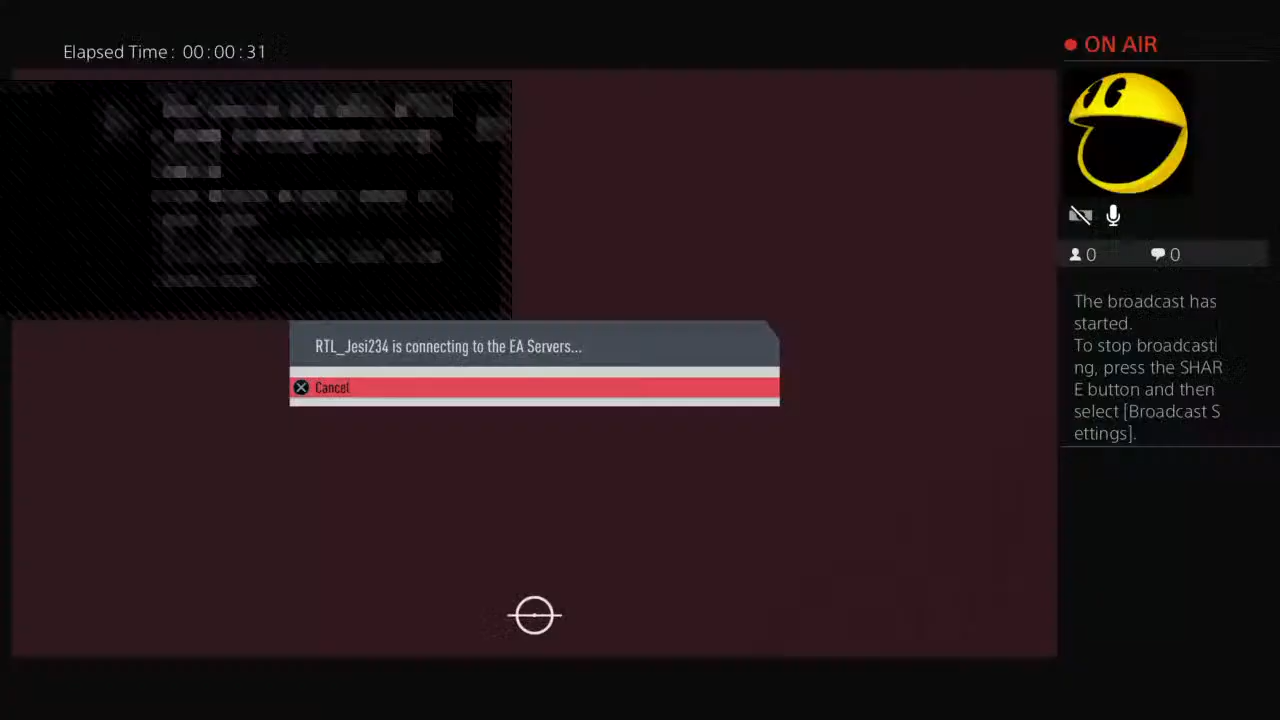 Elapsed Time: 00:00:31
ON AIR
0 0
RTL_Jesi234 is connecting to the EA Servers...
Cancel
The broadcast has
started.
To stop broadcasti
ng, press the SHAR
E button and then
select [Broadcast S
ettings].